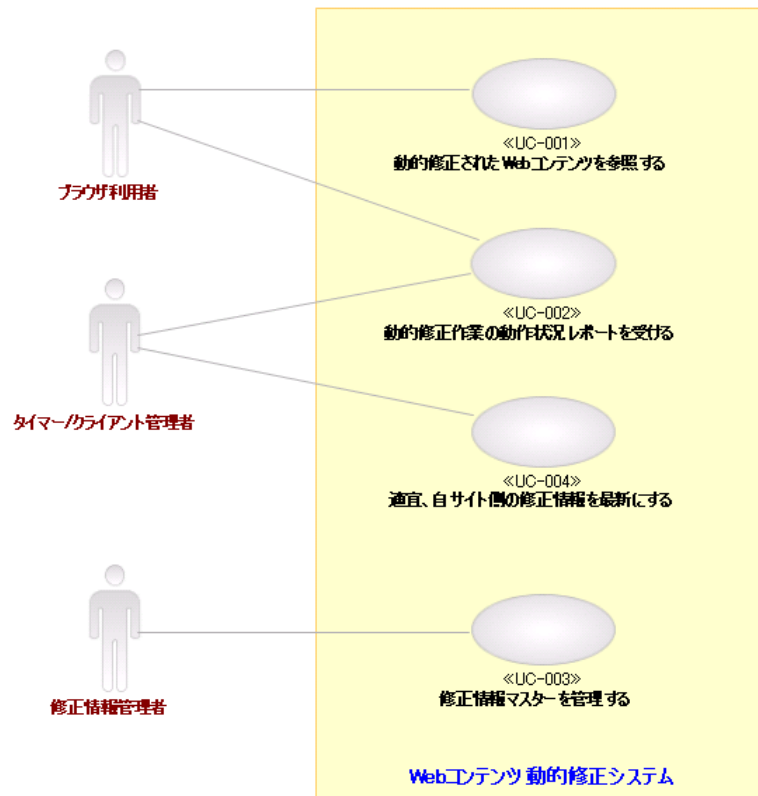 ≪UC-001≫
動的修正されたWebコンテンツを参照する
ブラウザ利用者
≪UC-002≫
動的修正作業の動作状況レポートを受ける
タイマー/クライアント管理者
≪UC-004≫
適宜、自サイト側の修正情報を最新にする
≪UC-003≫
修正情報マスターを管理する
修正情報管理者
Webコンテンツ 動的修正システム